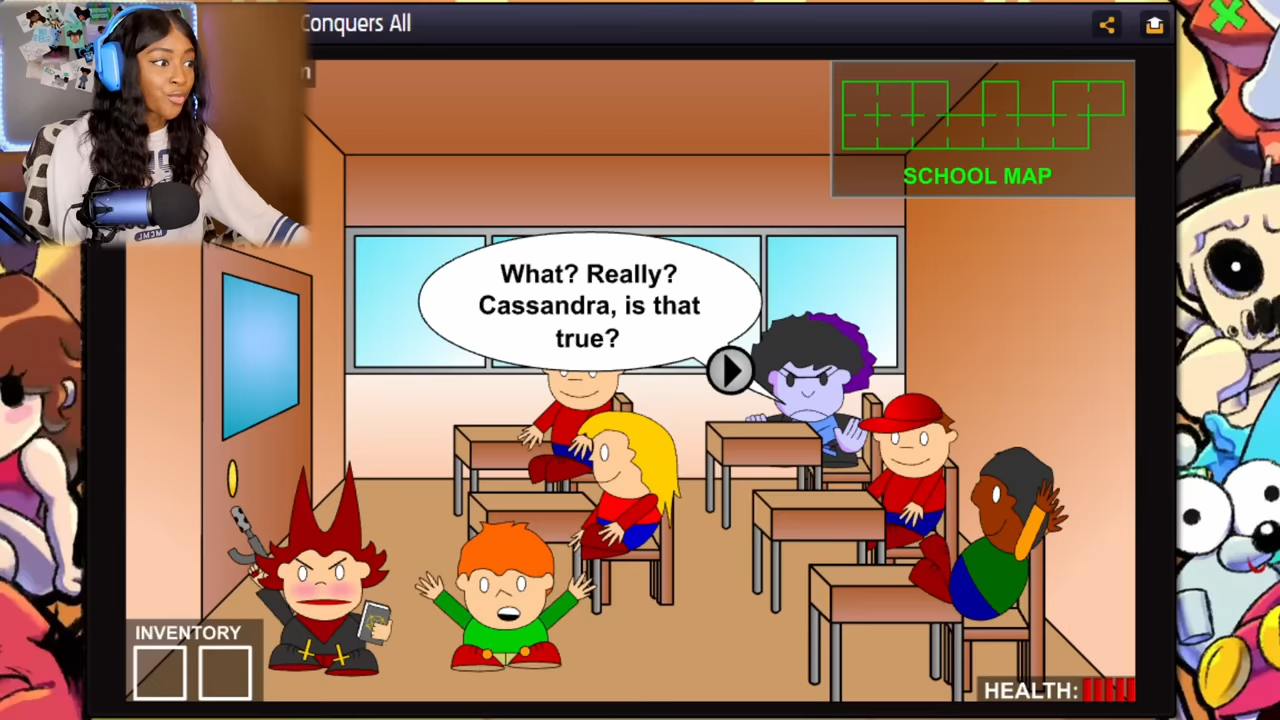 Conquers All
SCHOOL MAP
What? Really?
Cassandra, is that
true?
INVENTORY
HEALTH: